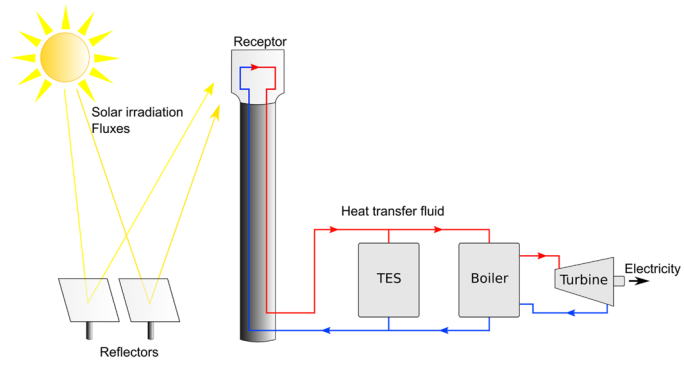 Receptor
Solar irradiation
Fluxes
Heat transfer fluid
TES
Boiler
Turbine
Electricity
Reflectors